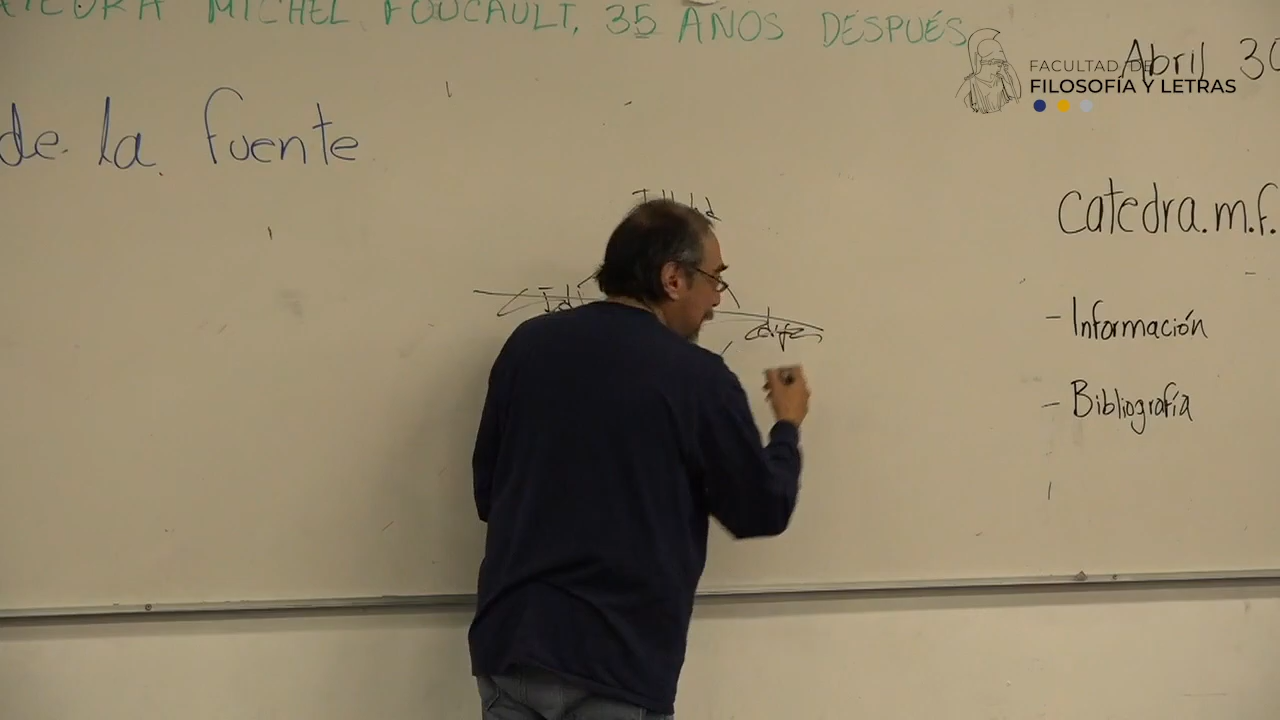 MICHEL FOUCAULT, 35 AÑOS DESPUÉS
Abril 30
FACULTAD DE
FILOSOFÍA Y LETRAS
de la fuente
catedra.m.f.
- Información
- Bibliografía